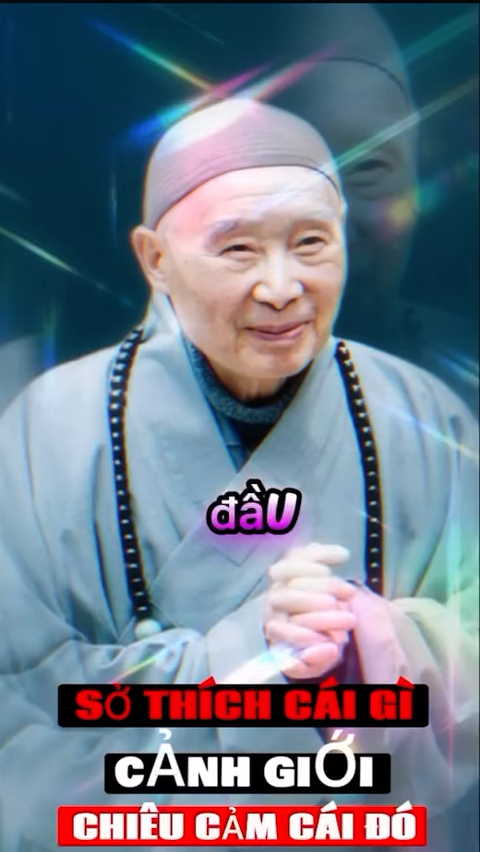 đầU
SỞ THÍCH CÁI GÌ
CẢNH GIỚI
CHIÊU CẢM CÁI ĐÓ